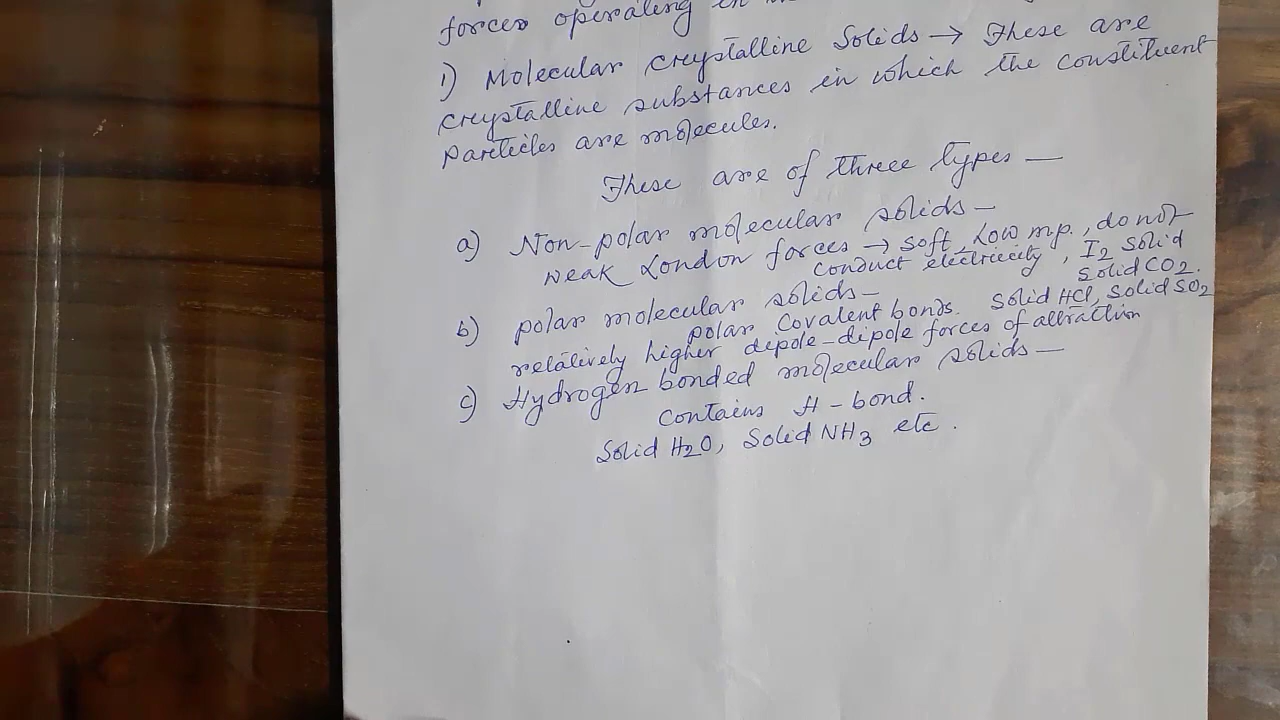 forces operating in
1) Molecular crystalline Solids → These are
crystalline substances in which the constituent
particles are molecules.
These are of three types —
a) Non-polar molecular solids —
weak London forces → soft, Low mp., do not
conduct electricity, I2 Solid
Solid CO2.
b) polar molecular solids —
polar covalent bonds. Solid HCl, Solid SO2
relatively higher dipole-dipole forces of attraction
c) Hydrogen bonded molecular solids —
Contains H-bond.
Solid H2O, Solid NH3 etc.